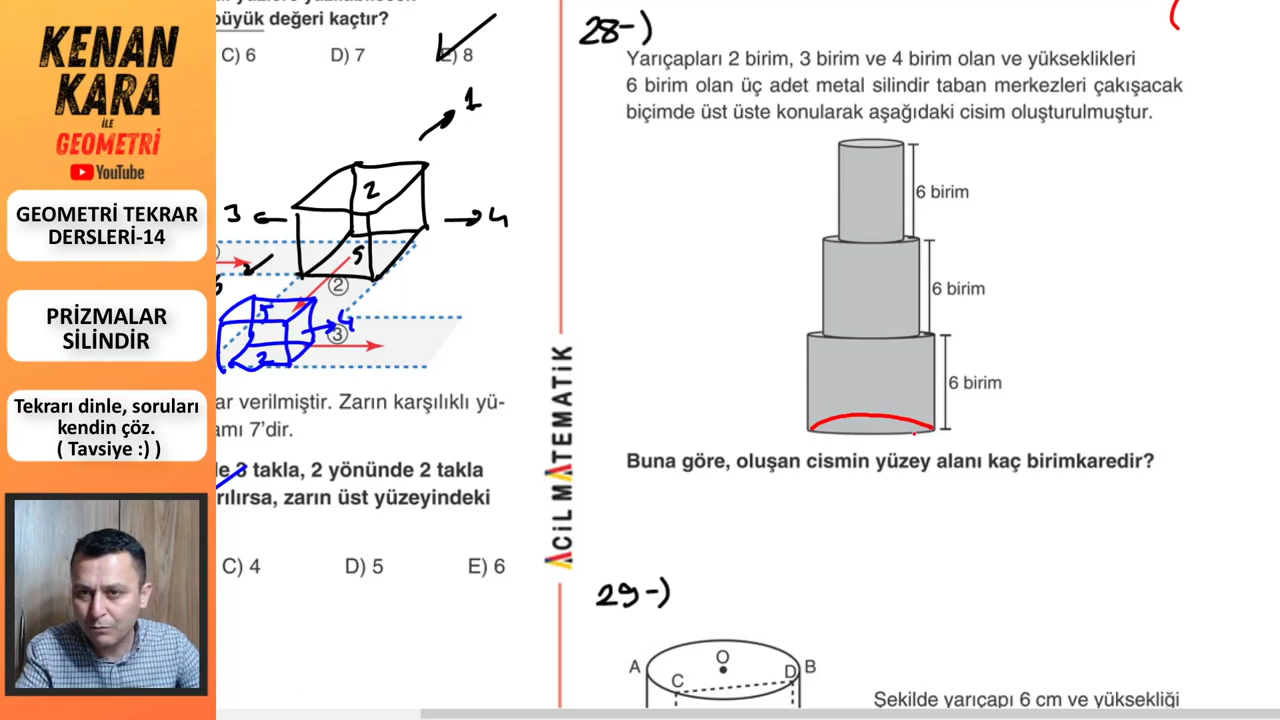 KENAN
KARA
İLE
GEOMETRİ
YouTube
GEOMETRİ TEKRAR
DERSLERİ-14
PRİZMALAR
SİLİNDİR
Tekrarı dinle, soruları
kendin çöz.
( Tavsiye :) )
büyük değeri kaçtır?
C) 6
D) 7
E) 8
1
2
3
4
5
②
5
4
③
2
ar verilmiştir. Zarın karşılıklı yü-
amı 7'dir.
le 3 takla, 2 yönünde 2 takla
rılırsa, zarın üst yüzeyindeki
C) 4
D) 5
E) 6
ACİL MATEMATİK
28-)
Yarıçapları 2 birim, 3 birim ve 4 birim olan ve yükseklikleri
6 birim olan üç adet metal silindir taban merkezleri çakışacak
biçimde üst üste konularak aşağıdaki cisim oluşturulmuştur.
6 birim
6 birim
6 birim
Buna göre, oluşan cismin yüzey alanı kaç birimkaredir?
29-)
A
O
B
C
D
Şekilde yarıçapı 6 cm ve yüksekliği